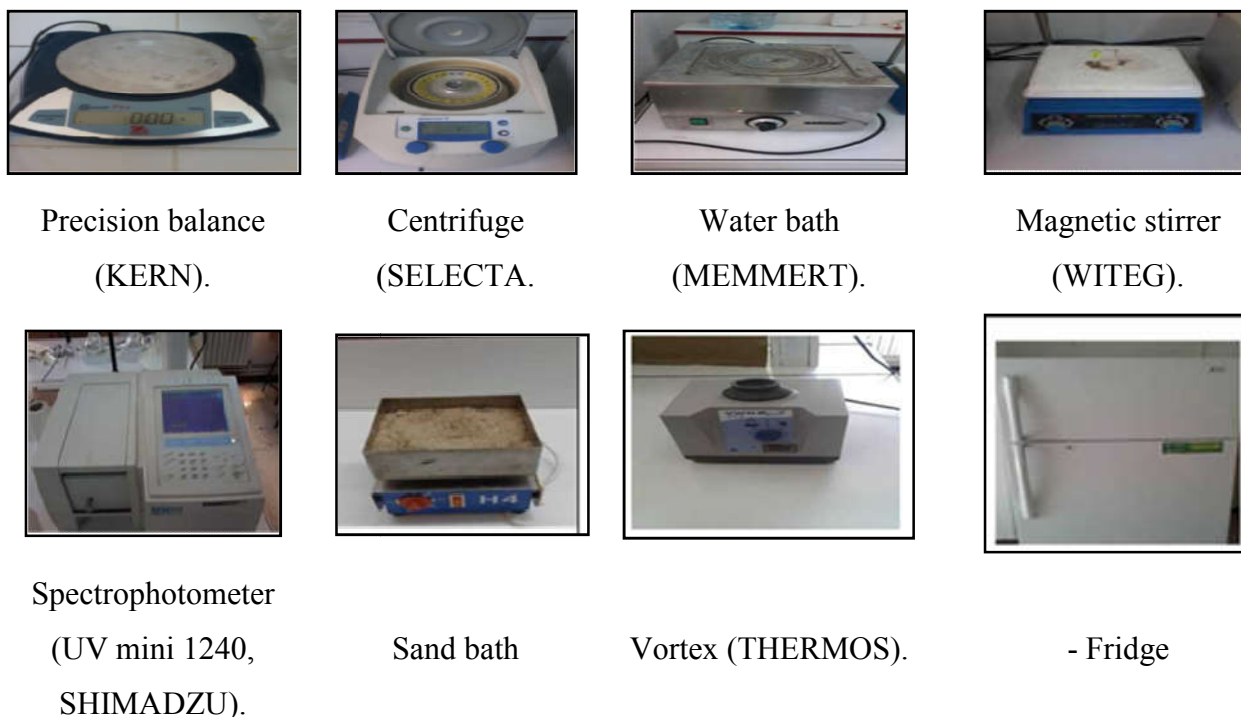 Precision balance
(KERN).
Centrifuge
(SELECTA.
Water bath
(MEMMERT).
Magnetic stirrer
(WITEG).
H4
Spectrophotometer
(UV mini 1240,
SHIMADZU).
Sand bath
Vortex (THERMOS).
- Fridge